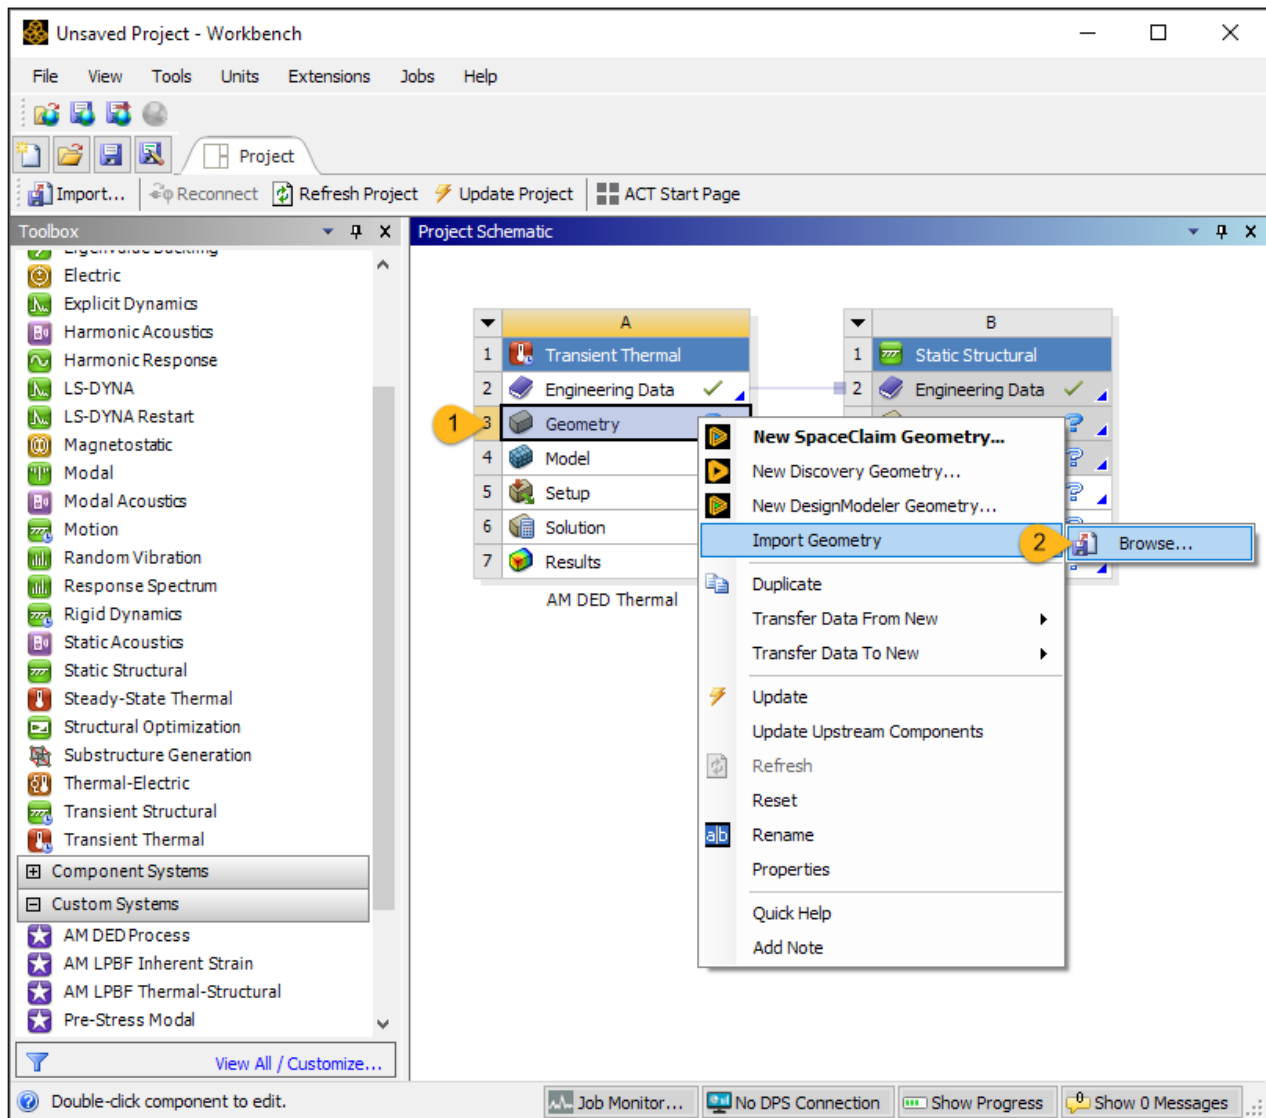 Unsaved Project - Workbench
File View Tools Units Extensions Jobs Help
Project
Import... Reconnect Refresh Project Update Project ACT Start Page
Toolbox
Electric
Explicit Dynamics
Harmonic Acoustics
Harmonic Response
LS-DYNA
LS-DYNA Restart
Magnetostatic
Modal
Modal Acoustics
Motion
Random Vibration
Response Spectrum
Rigid Dynamics
Static Acoustics
Static Structural
Steady-State Thermal
Structural Optimization
Substructure Generation
Thermal-Electric
Transient Structural
Transient Thermal
Component Systems
Custom Systems
AM DED Process
AM LPBF Inherent Strain
AM LPBF Thermal-Structural
Pre-Stress Modal
View All / Customize...
Project Schematic
A
1 Transient Thermal
2 Engineering Data
1 3 Geometry
4 Model
5 Setup
6 Solution
7 Results
AM DED Thermal
B
1 Static Structural
2 Engineering Data
New SpaceClaim Geometry...
New Discovery Geometry...
New DesignModeler Geometry...
Import Geometry
2 Browse...
Duplicate
Transfer Data From New
Transfer Data To New
Update
Update Upstream Components
Refresh
Reset
a|b Rename
Properties
Quick Help
Add Note
Double-click component to edit.
Job Monitor... No DPS Connection Show Progress 0 Show 0 Messages